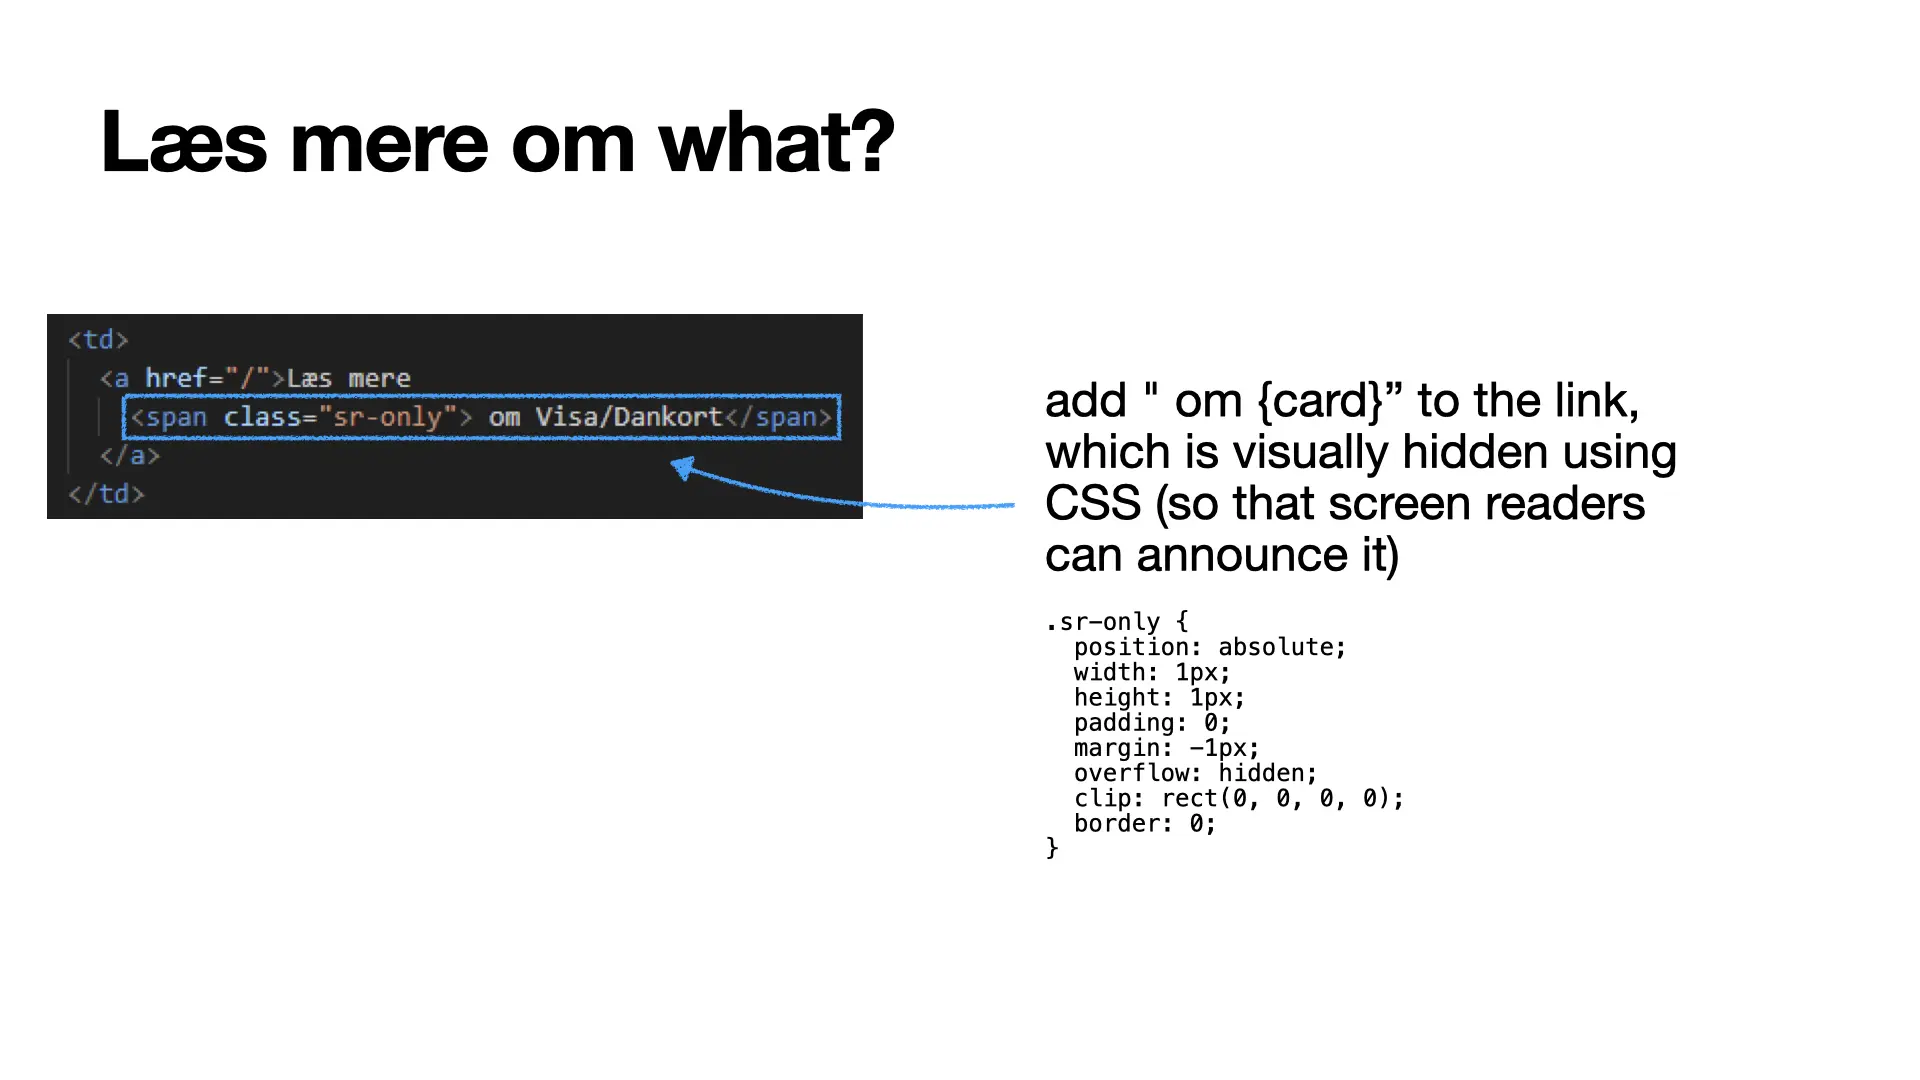 Læs mere om what?
<td>
<a href="/">Læs mere
<span class="sr-only"> om Visa/Dankort</span>
</a>
</td>
add " om {card}” to the link,
which is visually hidden using
CSS (so that screen readers
can announce it)
.sr-only {
position: absolute;
width: 1px;
height: 1px;
padding: 0;
margin: -1px;
overflow: hidden;
clip: rect(0, 0, 0, 0);
border: 0;
}